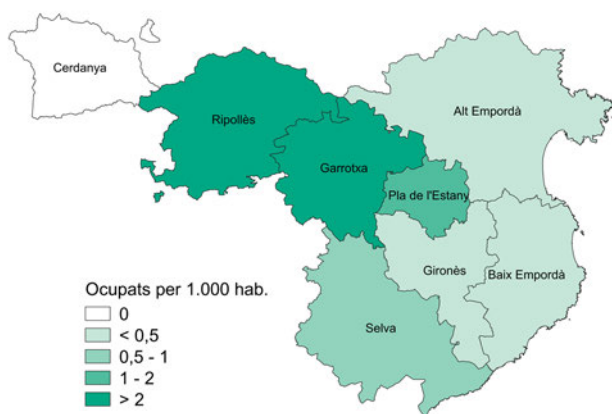 Cerdanya
Ripollès
Alt Empordà
Garrotxa
Pla de l'Estany
Gironès
Baix Empordà
Selva
Ocupats per 1.000 hab.
0
< 0,5
0,5 - 1
1 - 2
> 2